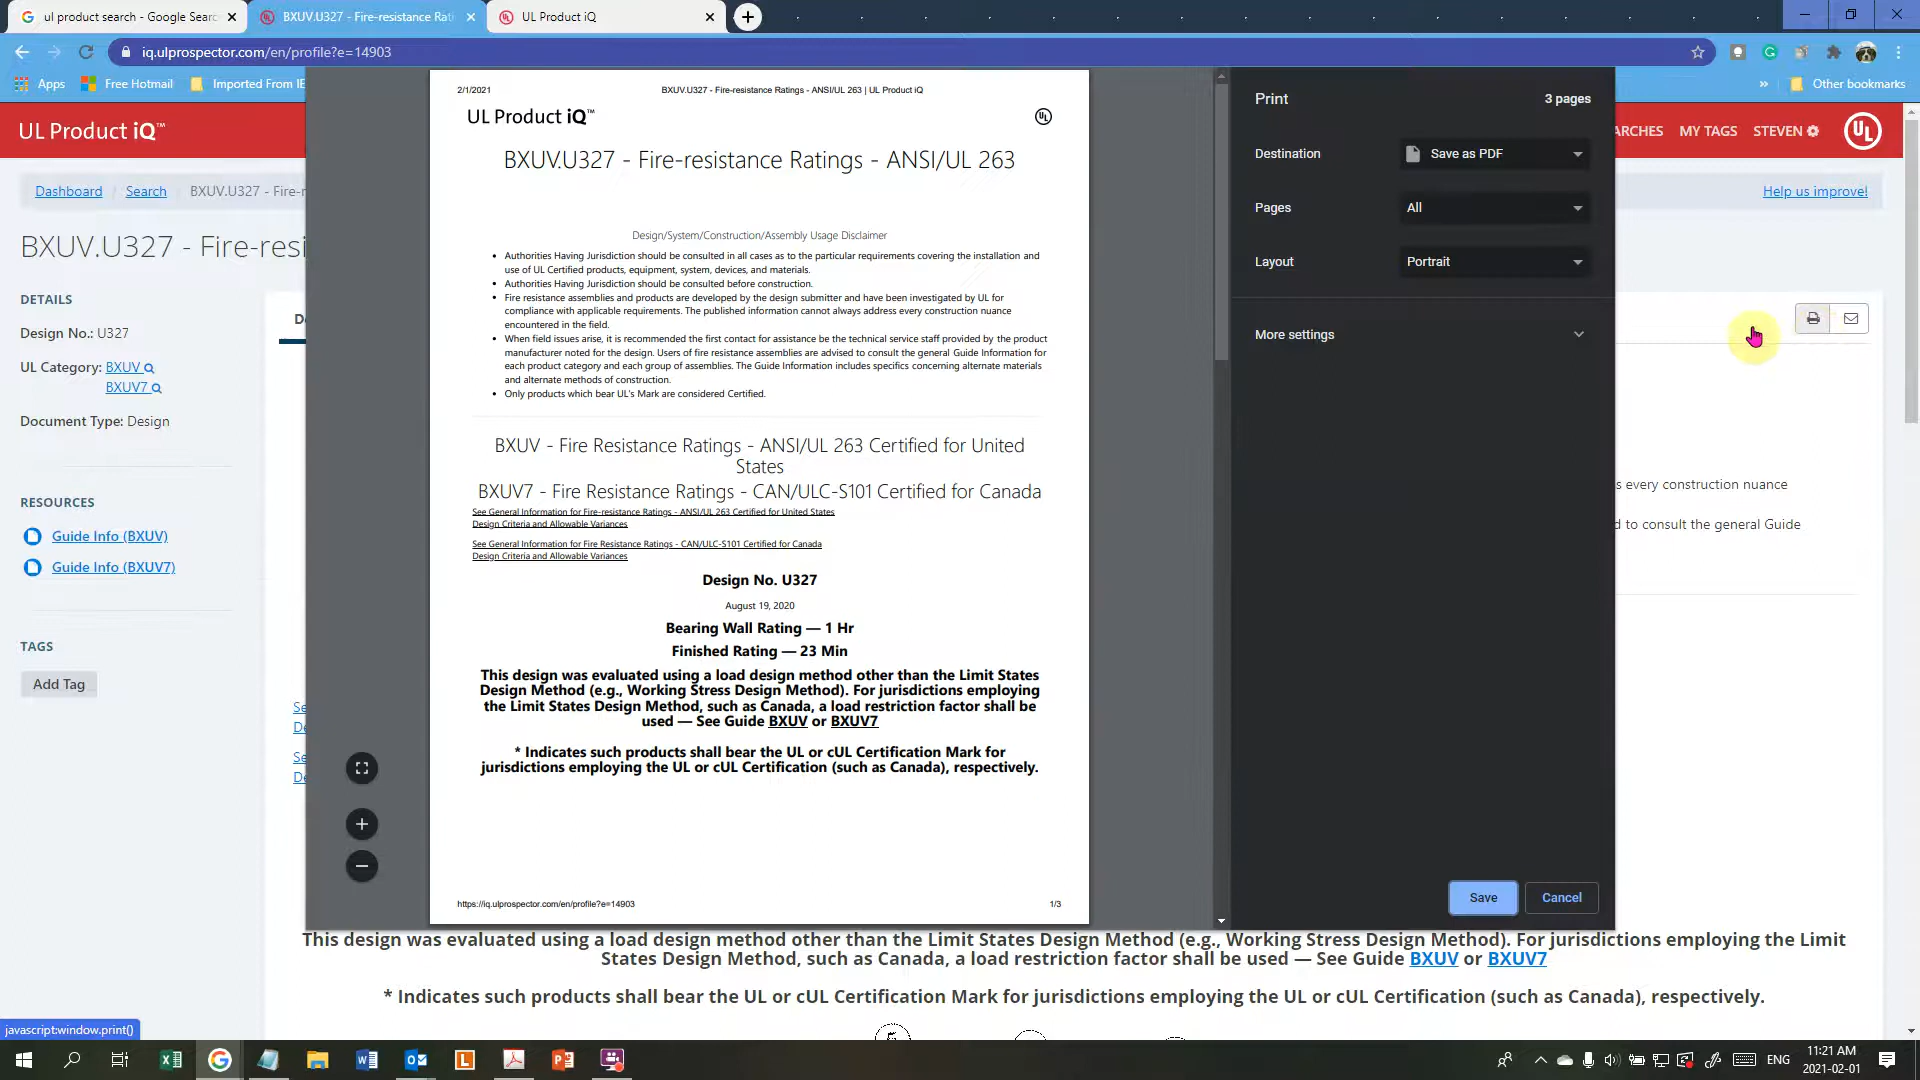 ul product search - Google Searc
BXUV.U327 - Fire-resistance Rati
UL Product iQ
iq.ulprospector.com/en/profile?e=14903
Apps
Free Hotmail
Imported From IE
»
Other bookmarks
UL Product iQ™
ARCHES
MY TAGS
STEVEN
UL
Dashboard / Search / BXUV.U327 - Fire-r
Help us improve!
BXUV.U327 - Fire-resi
DETAILS
Design No.: U327
UL Category: BXUV
BXUV7
Document Type: Design
RESOURCES
Guide Info (BXUV)
Guide Info (BXUV7)
TAGS
Add Tag
De
Se
De
Se
De
2/1/2021
BXUV.U327 - Fire-resistance Ratings - ANSI/UL 263 | UL Product iQ
UL Product iQ™
UL
BXUV.U327 - Fire-resistance Ratings - ANSI/UL 263
Design/System/Construction/Assembly Usage Disclaimer
• Authorities Having Jurisdiction should be consulted in all cases as to the particular requirements covering the installation and
use of UL Certified products, equipment, system, devices, and materials.
• Authorities Having Jurisdiction should be consulted before construction.
• Fire resistance assemblies and products are developed by the design submitter and have been investigated by UL for
compliance with applicable requirements. The published information cannot always address every construction nuance
encountered in the field.
• When field issues arise, it is recommended the first contact for assistance be the technical service staff provided by the product
manufacturer noted for the design. Users of fire resistance assemblies are advised to consult the general Guide Information for
each product category and each group of assemblies. The Guide Information includes specifics concerning alternate materials
and alternate methods of construction.
• Only products which bear UL's Mark are considered Certified.
BXUV - Fire Resistance Ratings - ANSI/UL 263 Certified for United
States
BXUV7 - Fire Resistance Ratings - CAN/ULC-S101 Certified for Canada
See General Information for Fire-resistance Ratings - ANSI/UL 263 Certified for United States
Design Criteria and Allowable Variances
See General Information for Fire Resistance Ratings - CAN/ULC-S101 Certified for Canada
Design Criteria and Allowable Variances
Design No. U327
August 19, 2020
Bearing Wall Rating — 1 Hr
Finished Rating — 23 Min
This design was evaluated using a load design method other than the Limit States
Design Method (e.g., Working Stress Design Method). For jurisdictions employing
the Limit States Design Method, such as Canada, a load restriction factor shall be
used — See Guide BXUV or BXUV7
* Indicates such products shall bear the UL or cUL Certification Mark for
jurisdictions employing the UL or cUL Certification (such as Canada), respectively.
https://iq.ulprospector.com/en/profile?e=14903
1/3
Print
3 pages
Destination
Save as PDF
Pages
All
Layout
Portrait
More settings
Save
Cancel
s every construction nuance
d to consult the general Guide
This design was evaluated using a load design method other than the Limit States Design Method (e.g., Working Stress Design Method). For jurisdictions employing the Limit
States Design Method, such as Canada, a load restriction factor shall be used — See Guide BXUV or BXUV7
* Indicates such products shall bear the UL or cUL Certification Mark for jurisdictions employing the UL or cUL Certification (such as Canada), respectively.
javascript:window.print()
ENG
11:21 AM
2021-02-01